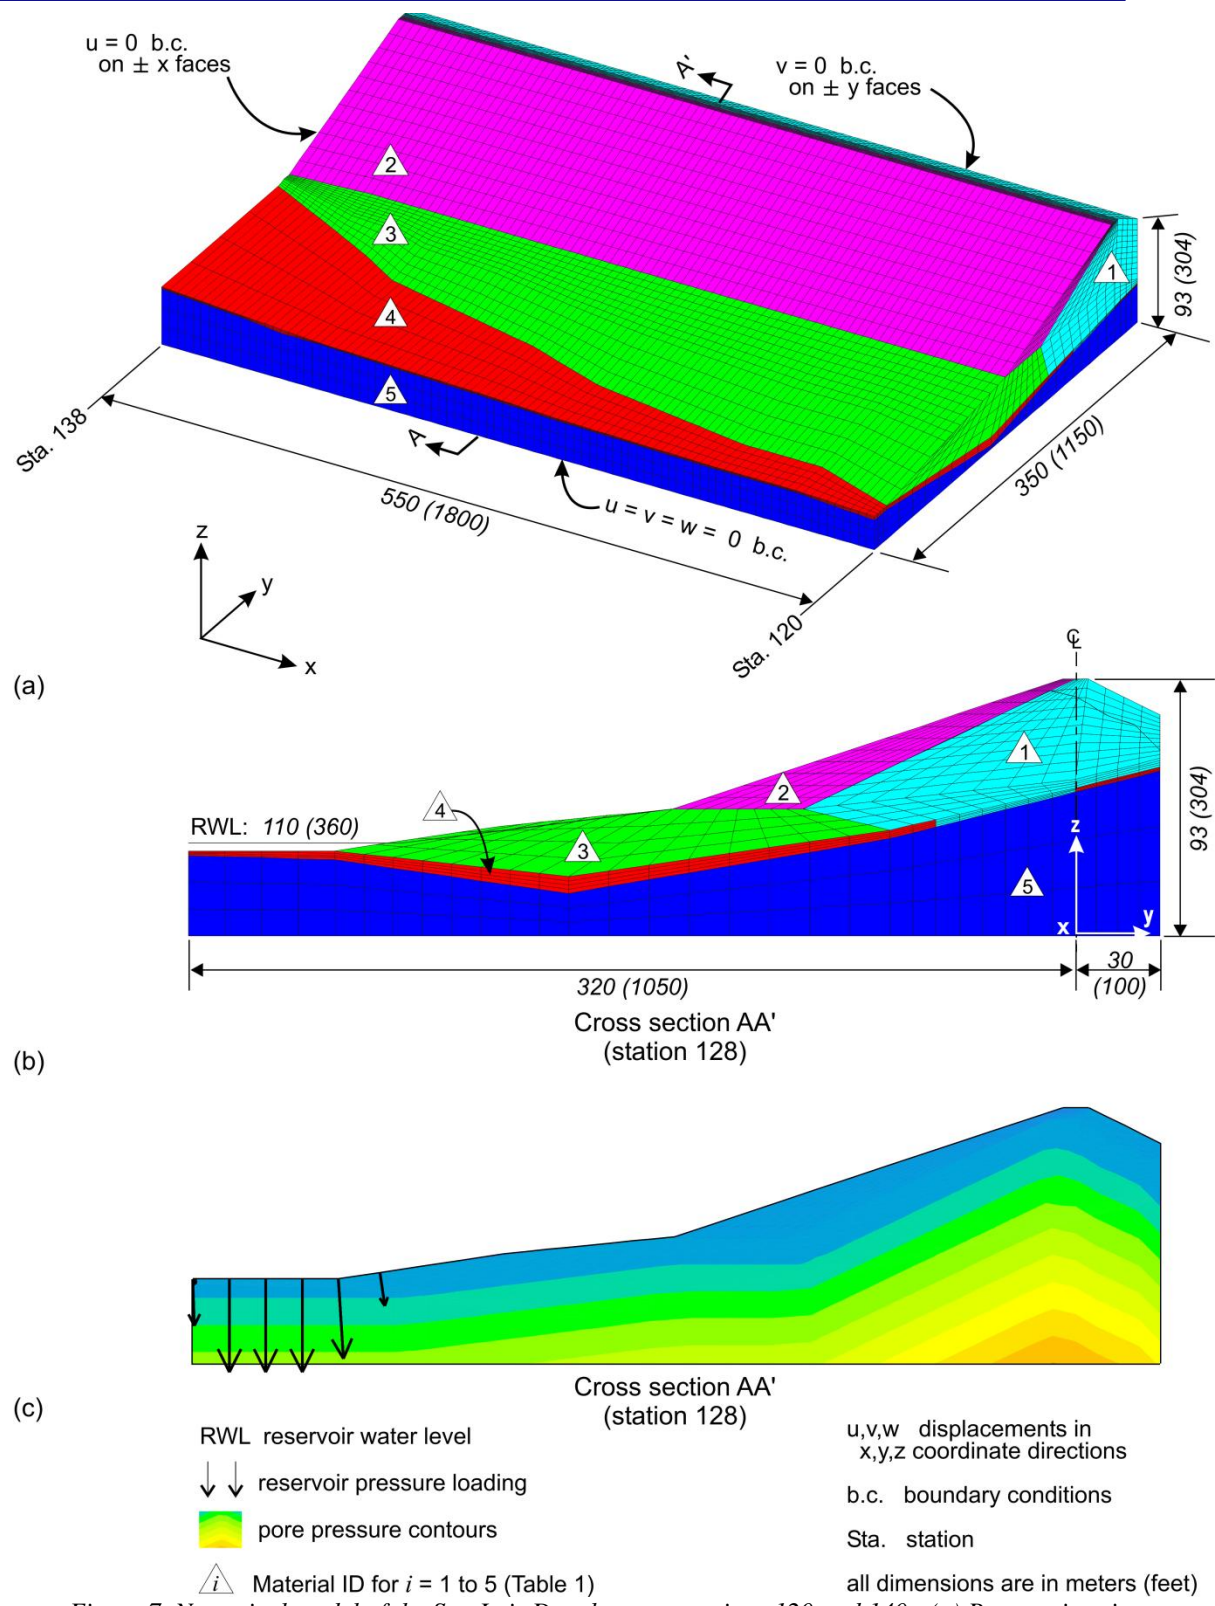 u = 0 b.c.
on ± x faces
A'
v = 0 b.c.
on ± y faces
2
3
1
4
5
93 (304)
350 (1150)
Sta. 138
A
550 (1800)
u = v = w = 0 b.c.
Sta. 120
z
y
x
(a)
℄
1
2
4
RWL: 110 (360)
3
z
5
x
y
93 (304)
320 (1050)
30
(100)
Cross section AA'
(station 128)
(b)
Cross section AA'
(station 128)
(c)
RWL reservoir water level
reservoir pressure loading
pore pressure contours
i Material ID for i = 1 to 5 (Table 1)
u,v,w displacements in
x,y,z coordinate directions
b.c. boundary conditions
Sta. station
all dimensions are in meters (feet)